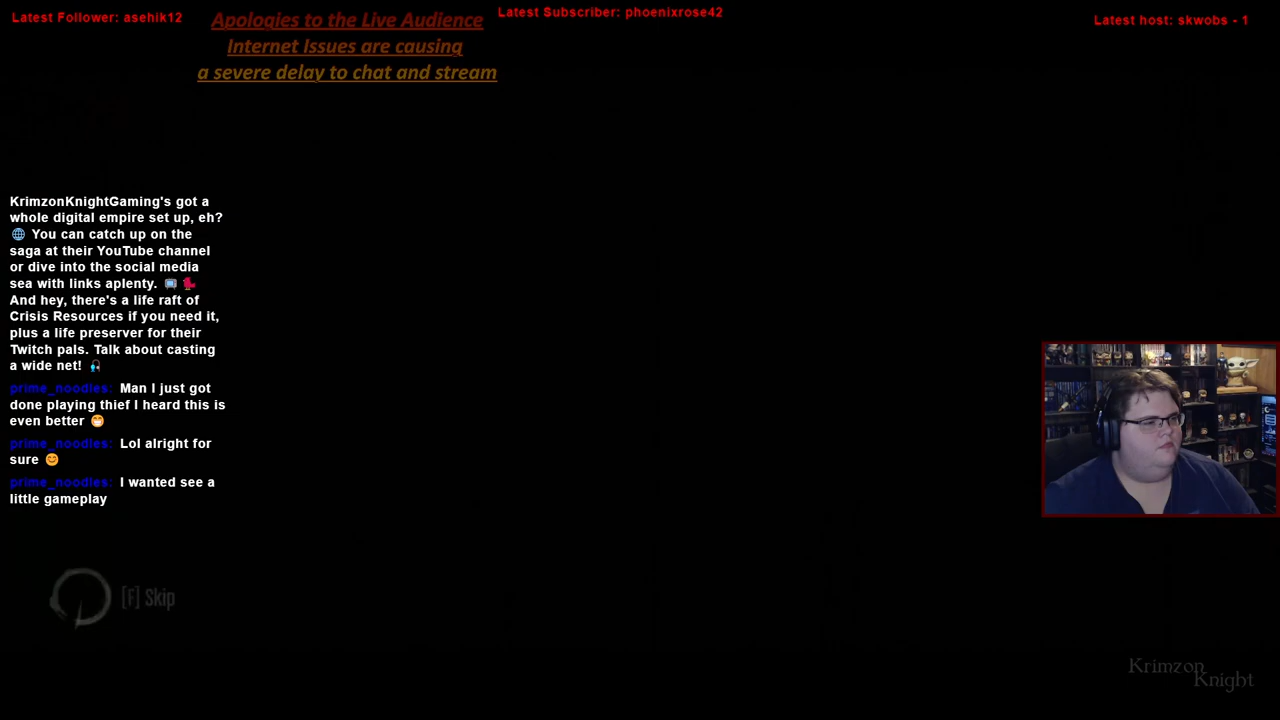 Latest Follower: asehik12
Apologies to the Live Audience
Internet Issues are causing
a severe delay to chat and stream
Latest Subscriber: phoenixrose42
Latest host: skwobs - 1
KrimzonKnightGaming's got a
whole digital empire set up, eh?
🌐 You can catch up on the
saga at their YouTube channel
or dive into the social media
sea with links aplenty.
And hey, there's a life raft of
Crisis Resources if you need it,
plus a life preserver for their
Twitch pals. Talk about casting
a wide net!
prime_noodles: Man I just got
done playing thief I heard this is
even better 😁
prime_noodles: Lol alright for
sure 😊
prime_noodles: I wanted see a
little gameplay
[F] Skip
Krimzon
Knight